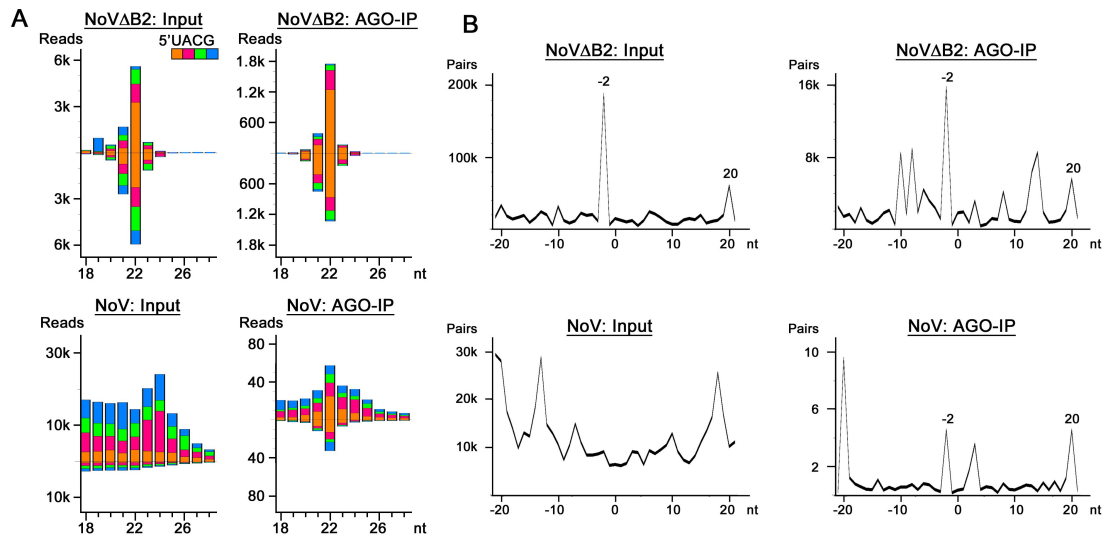 A
NoVΔB2: Input
NoVΔB2: AGO-IP
Reads
5'UACG
Reads
6k
3k
3k
6k
18
22
26
1.8k
1.2k
600
600
1.2k
1.8k
18
22
26
nt
NoV: Input
NoV: AGO-IP
Reads
Reads
30k
10k
10k
18
22
26
80
40
40
80
18
22
26
nt
B
NoVΔB2: Input
NoVΔB2: AGO-IP
Pairs
200k
100k
-2
20
-20
-10
0
10
20
nt
Pairs
16k
8k
-2
20
-20
-10
0
10
20
nt
NoV: Input
NoV: AGO-IP
Pairs
30k
20k
10k
-20
-10
0
10
20
nt
Pairs
10
6
2
-2
20
-20
-10
0
10
20
nt